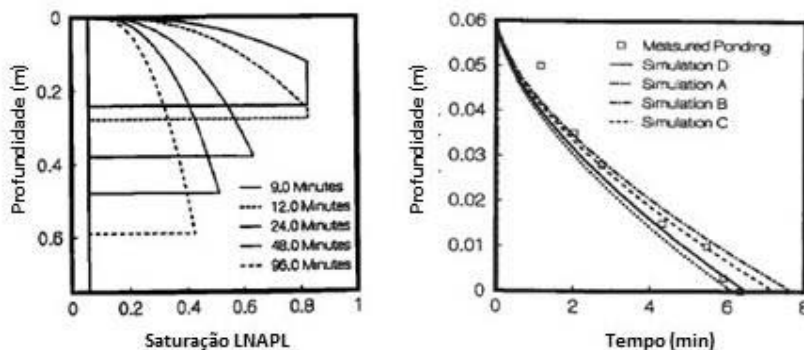 0
0.2
0.4
0.6
Profundidade (m)
9.0 Minutes
12.0 Minutes
24.0 Minutes
48.0 Minutes
96.0 Minutes
0 0.2 0.4 0.6 0.8 1
Saturação LNAPL
0.06
0.05
0.04
0.03
0.02
0.01
0
Profundidade (m)
Measured Ponding
Simulation D
Simulation A
Simulation B
Simulation C
0 2 4 6 8
Tempo (min)